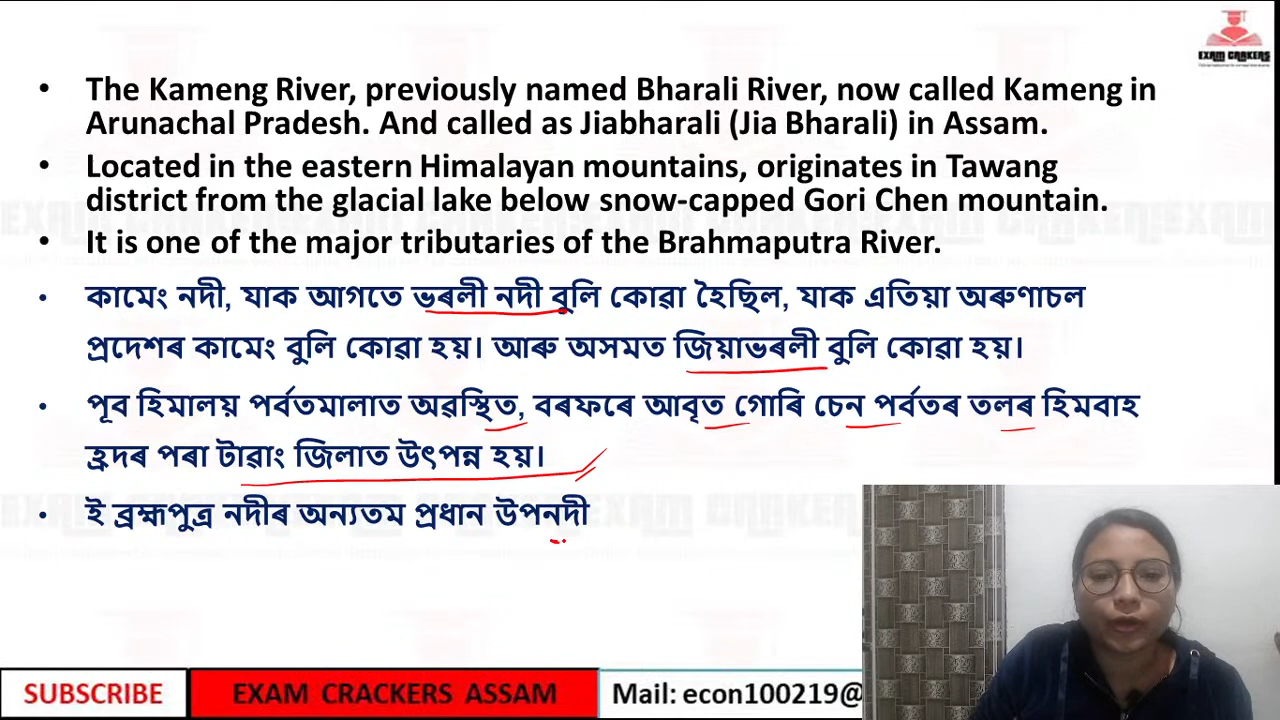 EXAM CRAKERS
• The Kameng River, previously named Bharali River, now called Kameng in
Arunachal Pradesh. And called as Jiabharali (Jia Bharali) in Assam.
• Located in the eastern Himalayan mountains, originates in Tawang
district from the glacial lake below snow-capped Gori Chen mountain.
• It is one of the major tributaries of the Brahmaputra River.
• কামেং নদী, যাক আগতে ভৰলী নদী বুলি কোৱা হৈছিল, যাক এতিয়া অৰুণাচল
প্ৰদেশৰ কামেং বুলি কোৱা হয়। আৰু অসমত জিয়াভৰলী বুলি কোৱা হয়।
• পূব হিমালয় পৰ্বতমালাত অৱস্থিত, বৰফৰে আবৃত গোৰি চেন পৰ্বতৰ তলৰ হিমবাহ
হ্ৰদৰ পৰা টাৱাং জিলাত উৎপন্ন হয়।
• ই ব্ৰহ্মপুত্ৰ নদীৰ অন্যতম প্ৰধান উপনদী
SUBSCRIBE EXAM CRACKERS ASSAM Mail: econ100219@